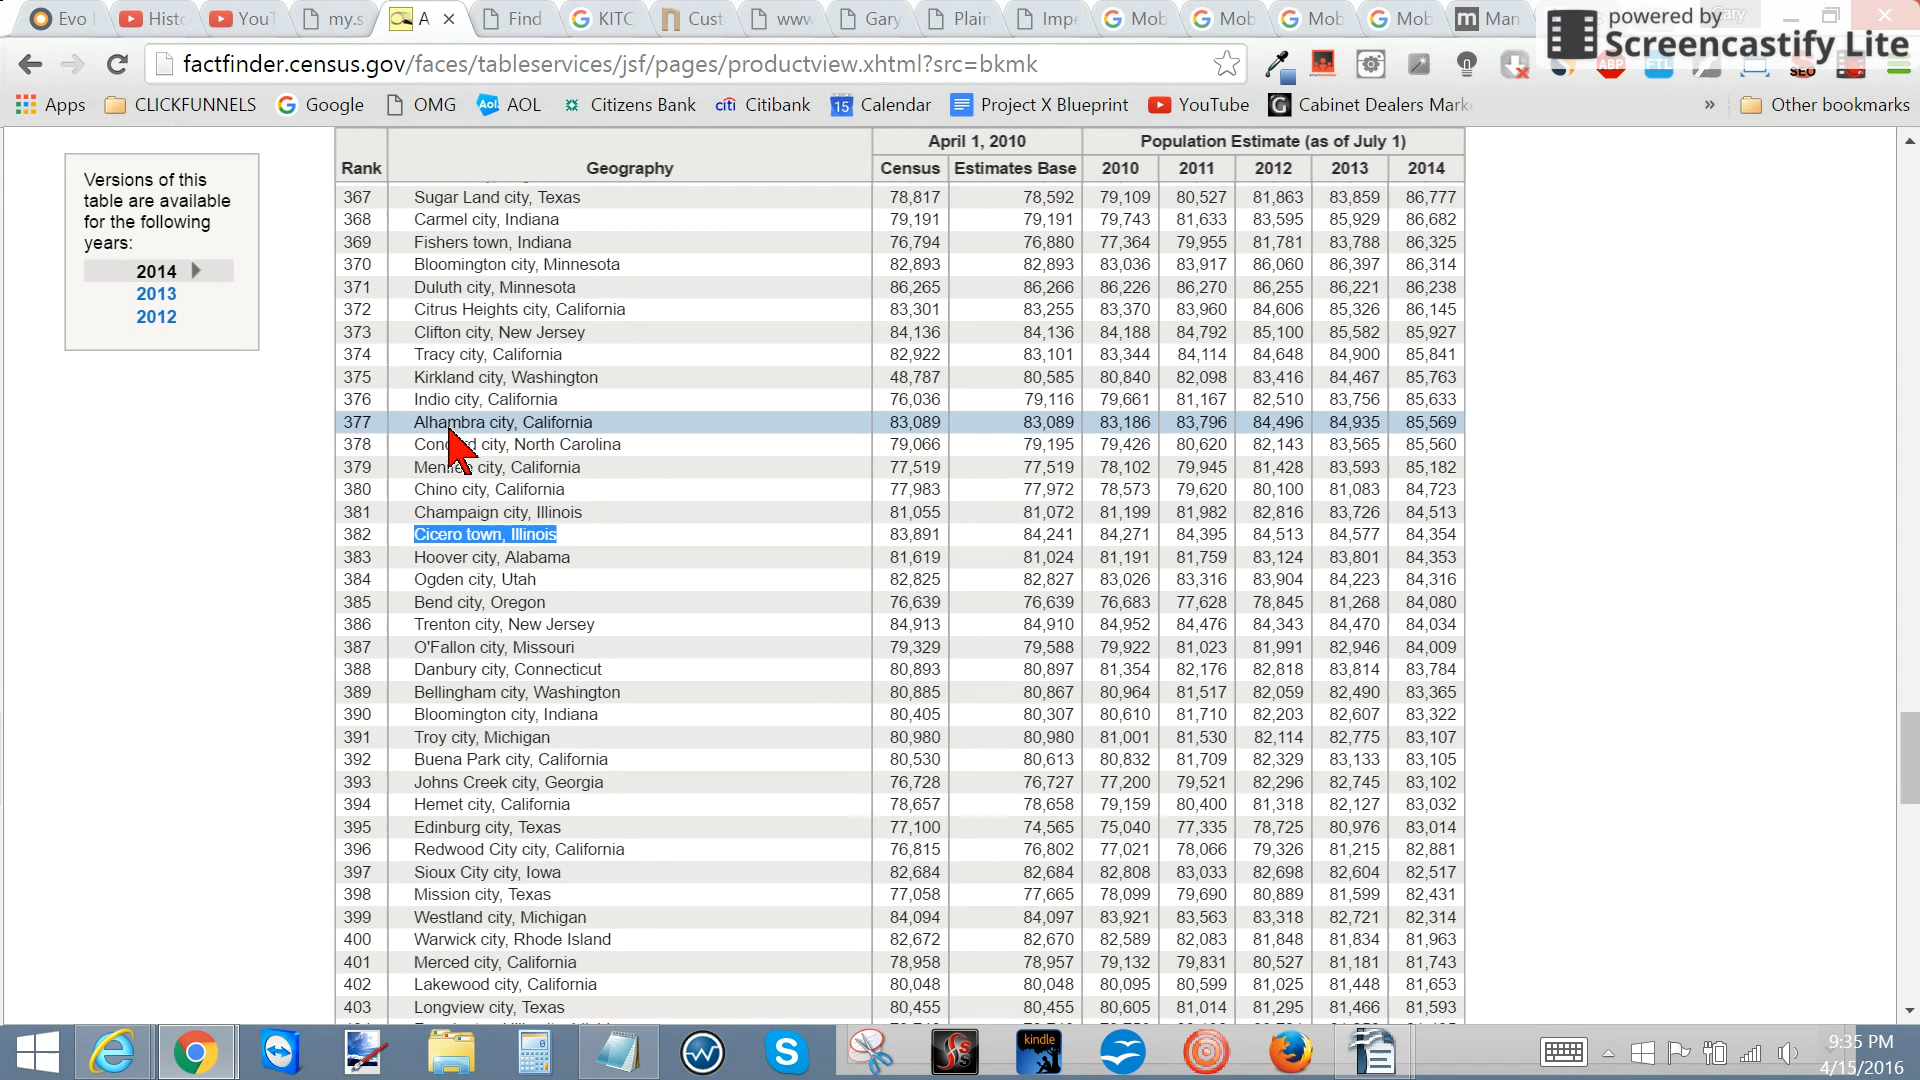 Evo
Histo
YouT
my.s
A
Find
KITC
Cust
www
Gary
Plain
Impe
Mob
Mob
Mob
Mob
Man
powered by
Screencastify Lite
factfinder.census.gov/faces/tableservices/jsf/pages/productview.xhtml?src=bkmk
Apps CLICKFUNNELS Google OMG AOL Citizens Bank Citibank Calendar Project X Blueprint YouTube Cabinet Dealers Mark » Other bookmarks
Versions of this
table are available
for the following
years:
2014
2013
2012
April 1, 2010 Population Estimate (as of July 1)
Rank Geography Census Estimates Base 2010 2011 2012 2013 2014
367 Sugar Land city, Texas 78,817 78,592 79,109 80,527 81,863 83,859 86,777
368 Carmel city, Indiana 79,191 79,191 79,743 81,633 83,595 85,929 86,682
369 Fishers town, Indiana 76,794 76,880 77,364 79,955 81,781 83,788 86,325
370 Bloomington city, Minnesota 82,893 82,893 83,036 83,917 86,060 86,397 86,314
371 Duluth city, Minnesota 86,265 86,266 86,226 86,270 86,255 86,221 86,238
372 Citrus Heights city, California 83,301 83,255 83,370 83,960 84,606 85,326 86,145
373 Clifton city, New Jersey 84,136 84,136 84,188 84,792 85,100 85,582 85,927
374 Tracy city, California 82,922 83,101 83,344 84,114 84,648 84,900 85,841
375 Kirkland city, Washington 48,787 80,585 80,840 82,098 83,416 84,467 85,763
376 Indio city, California 76,036 79,116 79,661 81,167 82,510 83,756 85,633
377 Alhambra city, California 83,089 83,089 83,186 83,796 84,496 84,935 85,569
378 Concord city, North Carolina 79,066 79,195 79,426 80,620 82,143 83,565 85,560
379 Menifee city, California 77,519 77,519 78,102 79,945 81,428 83,593 85,182
380 Chino city, California 77,983 77,972 78,573 79,620 80,100 81,083 84,723
381 Champaign city, Illinois 81,055 81,072 81,199 81,982 82,816 83,726 84,513
382 Cicero town, Illinois 83,891 84,241 84,271 84,395 84,513 84,577 84,354
383 Hoover city, Alabama 81,619 81,024 81,191 81,759 83,124 83,801 84,353
384 Ogden city, Utah 82,825 82,827 83,026 83,316 83,904 84,223 84,316
385 Bend city, Oregon 76,639 76,639 76,683 77,628 78,845 81,268 84,080
386 Trenton city, New Jersey 84,913 84,910 84,952 84,476 84,343 84,470 84,034
387 O'Fallon city, Missouri 79,329 79,588 79,922 81,023 81,991 82,946 84,009
388 Danbury city, Connecticut 80,893 80,897 81,354 82,176 82,818 83,814 83,784
389 Bellingham city, Washington 80,885 80,867 80,964 81,517 82,059 82,490 83,365
390 Bloomington city, Indiana 80,405 80,307 80,610 81,710 82,203 82,607 83,322
391 Troy city, Michigan 80,980 80,980 81,001 81,530 82,114 82,775 83,107
392 Buena Park city, California 80,530 80,613 80,832 81,709 82,329 83,133 83,105
393 Johns Creek city, Georgia 76,728 76,727 77,200 79,521 82,296 82,745 83,102
394 Hemet city, California 78,657 78,658 79,159 80,400 81,318 82,127 83,032
395 Edinburg city, Texas 77,100 74,565 75,040 77,335 78,725 80,976 83,014
396 Redwood City city, California 76,815 76,802 77,021 78,066 79,326 81,215 82,881
397 Sioux City city, Iowa 82,684 82,684 82,808 83,033 82,698 82,604 82,517
398 Mission city, Texas 77,058 77,665 78,099 79,690 80,889 81,599 82,431
399 Westland city, Michigan 84,094 84,097 83,921 83,563 83,318 82,721 82,314
400 Warwick city, Rhode Island 82,672 82,670 82,589 82,083 81,848 81,834 81,963
401 Merced city, California 78,958 78,957 79,132 79,831 80,527 81,181 81,743
402 Lakewood city, California 80,048 80,048 80,095 80,599 81,025 81,448 81,653
403 Longview city, Texas 80,455 80,455 80,605 81,014 81,295 81,466 81,593
kindle
9:35 PM
4/15/2016